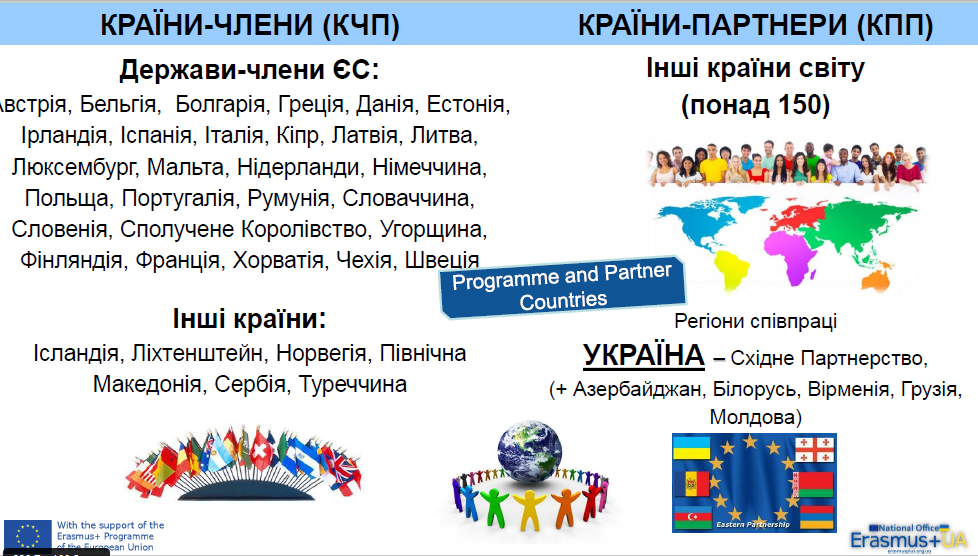 КРАЇНИ-ЧЛЕНИ (КЧП)
Держави-члени ЄС:
Австрія, Бельгія, Болгарія, Греція, Данія, Естонія,
Ірландія, Іспанія, Італія, Кіпр, Латвія, Литва,
Люксембург, Мальта, Нідерланди, Німеччина,
Польща, Португалія, Румунія, Словаччина,
Словенія, Сполучене Королівство, Угорщина,
Фінляндія, Франція, Хорватія, Чехія, Швеція
Інші країни:
Ісландія, Ліхтенштейн, Норвегія, Північна
Македонія, Сербія, Туреччина
КРАЇНИ-ПАРТНЕРИ (КПП)
Інші країни світу
(понад 150)
Programme and Partner
Countries
Регіони співпраці
УКРАЇНА – Східне Партнерство,
(+ Азербайджан, Білорусь, Вірменія, Грузія,
Молдова)
Eastern Partnership
With the support of the
Erasmus+ Programme
of the European Union
National Office
Erasmus+UA
erasmusplus.org.ua